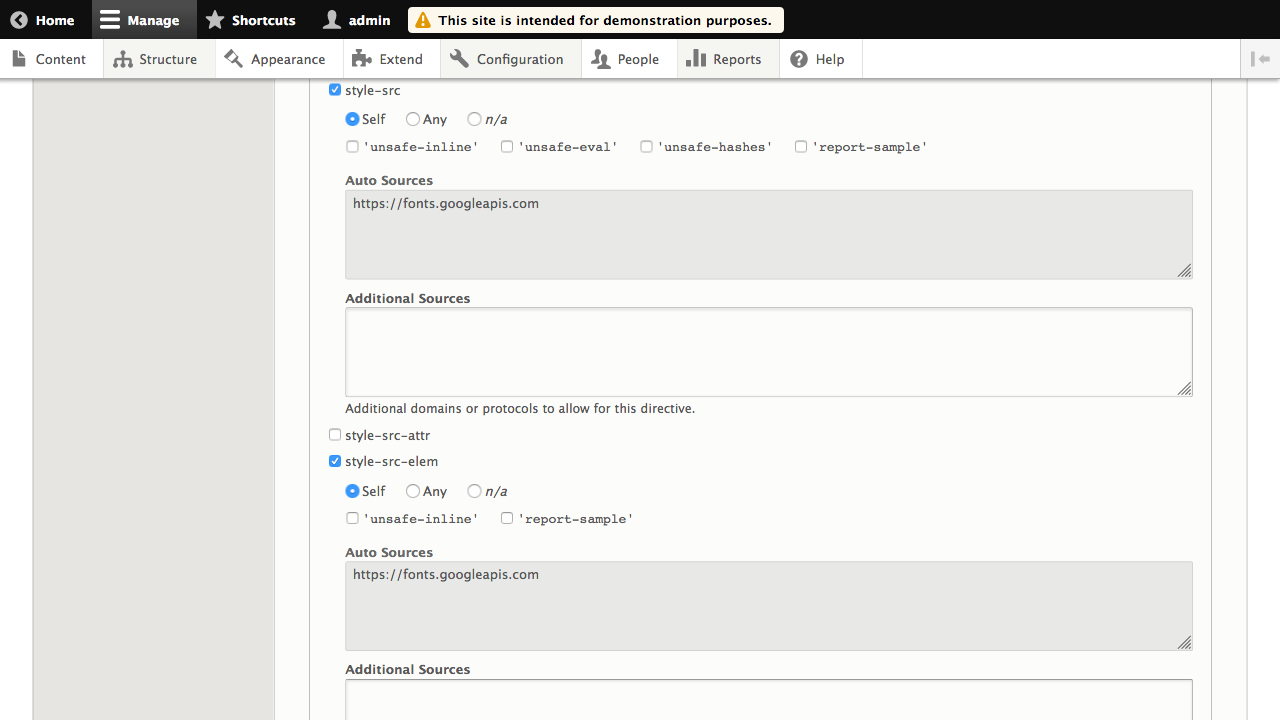 Home Manage Shortcuts admin This site is intended for demonstration purposes.
Content Structure Appearance Extend Configuration People Reports Help
style-src
Self Any n/a
'unsafe-inline' 'unsafe-eval' 'unsafe-hashes' 'report-sample'
Auto Sources
https://fonts.googleapis.com
Additional Sources
Additional domains or protocols to allow for this directive.
style-src-attr
style-src-elem
Self Any n/a
'unsafe-inline' 'report-sample'
Auto Sources
https://fonts.googleapis.com
Additional Sources